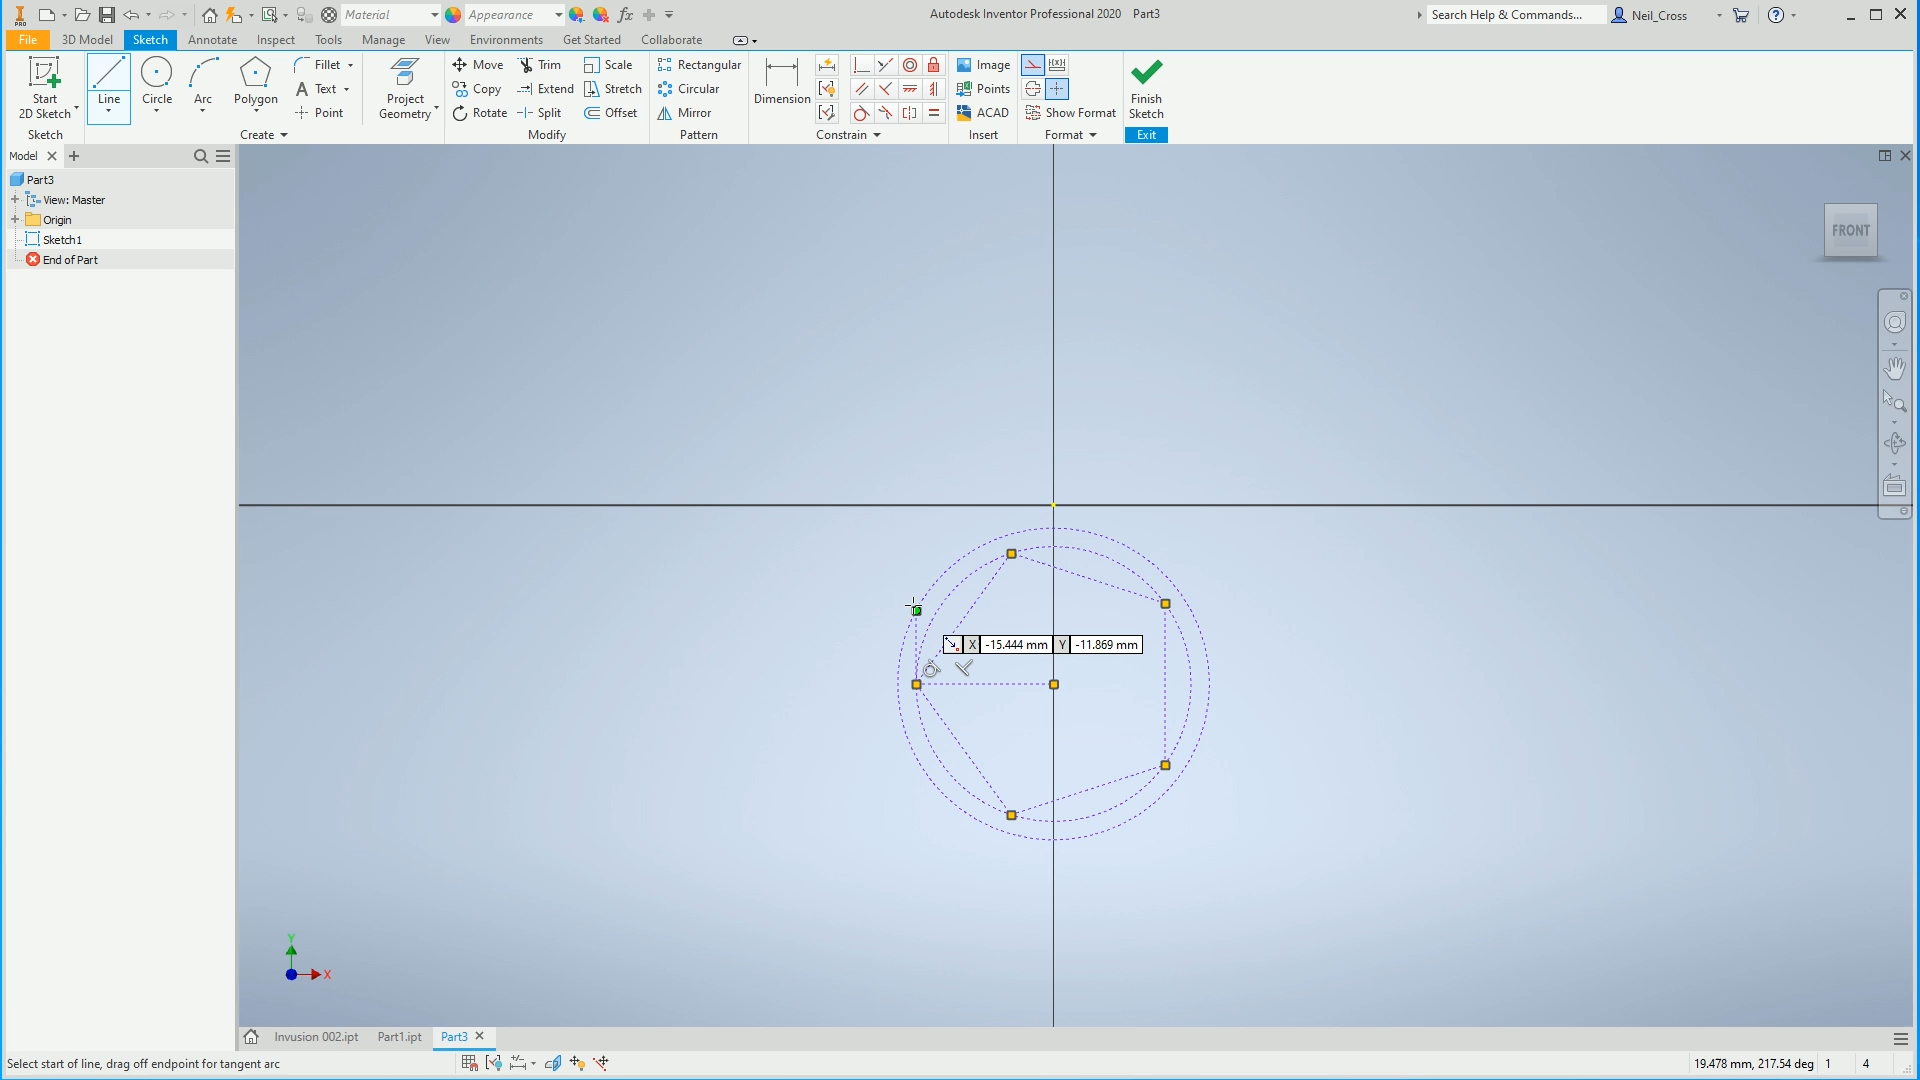 Material
Appearance
Autodesk Inventor Professional 2020 Part3
Search Help & Commands...
Neil_Cross
File 3D Model Sketch Annotate Inspect Tools Manage View Environments Get Started Collaborate
Start
2D Sketch
Line
Circle
Arc
Polygon
Fillet
Text
Point
Project
Geometry
Move
Copy
Rotate
Trim
Extend
Split
Scale
Stretch
Offset
Rectangular
Circular
Mirror
Dimension
Image
Points
ACAD
Show Format
Finish
Sketch
Sketch
Create
Modify
Pattern
Constrain
Insert
Format
Exit
Model
Part3
View: Master
Origin
Sketch1
End of Part
FRONT
X -15.444 mm Y -11.869 mm
Y
X
Invusion 002.ipt Part1.ipt Part3
Select start of line, drag off endpoint for tangent arc
19.478 mm, 217.54 deg 1 4